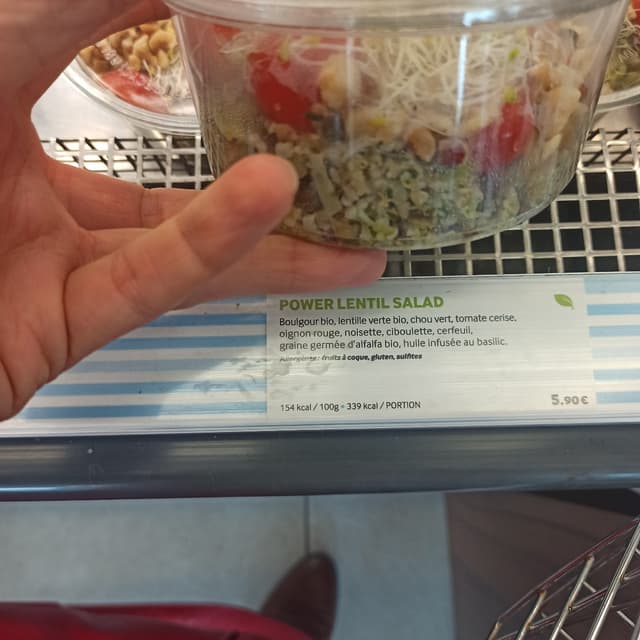 POWER LENTIL SALAD
Boulgour bio, lentille verte bio, chou vert, tomate cerise,
oignon rouge, noisette, ciboulette, cerfeuil,
graine germée d'alfalfa bio, huile infusée au basilic.
Allergènes : fruits à coque, gluten, sulfites
154 kcal / 100g - 339 kcal / PORTION
5.90€